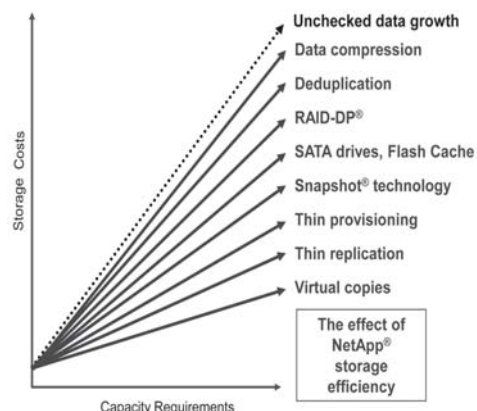 Unchecked data growth
Data compression
Deduplication
RAID-DP®
SATA drives, Flash Cache
Snapshot® technology
Thin provisioning
Thin replication
Virtual copies
The effect of
NetApp®
storage
efficiency
Storage Costs
Capacity Requirements